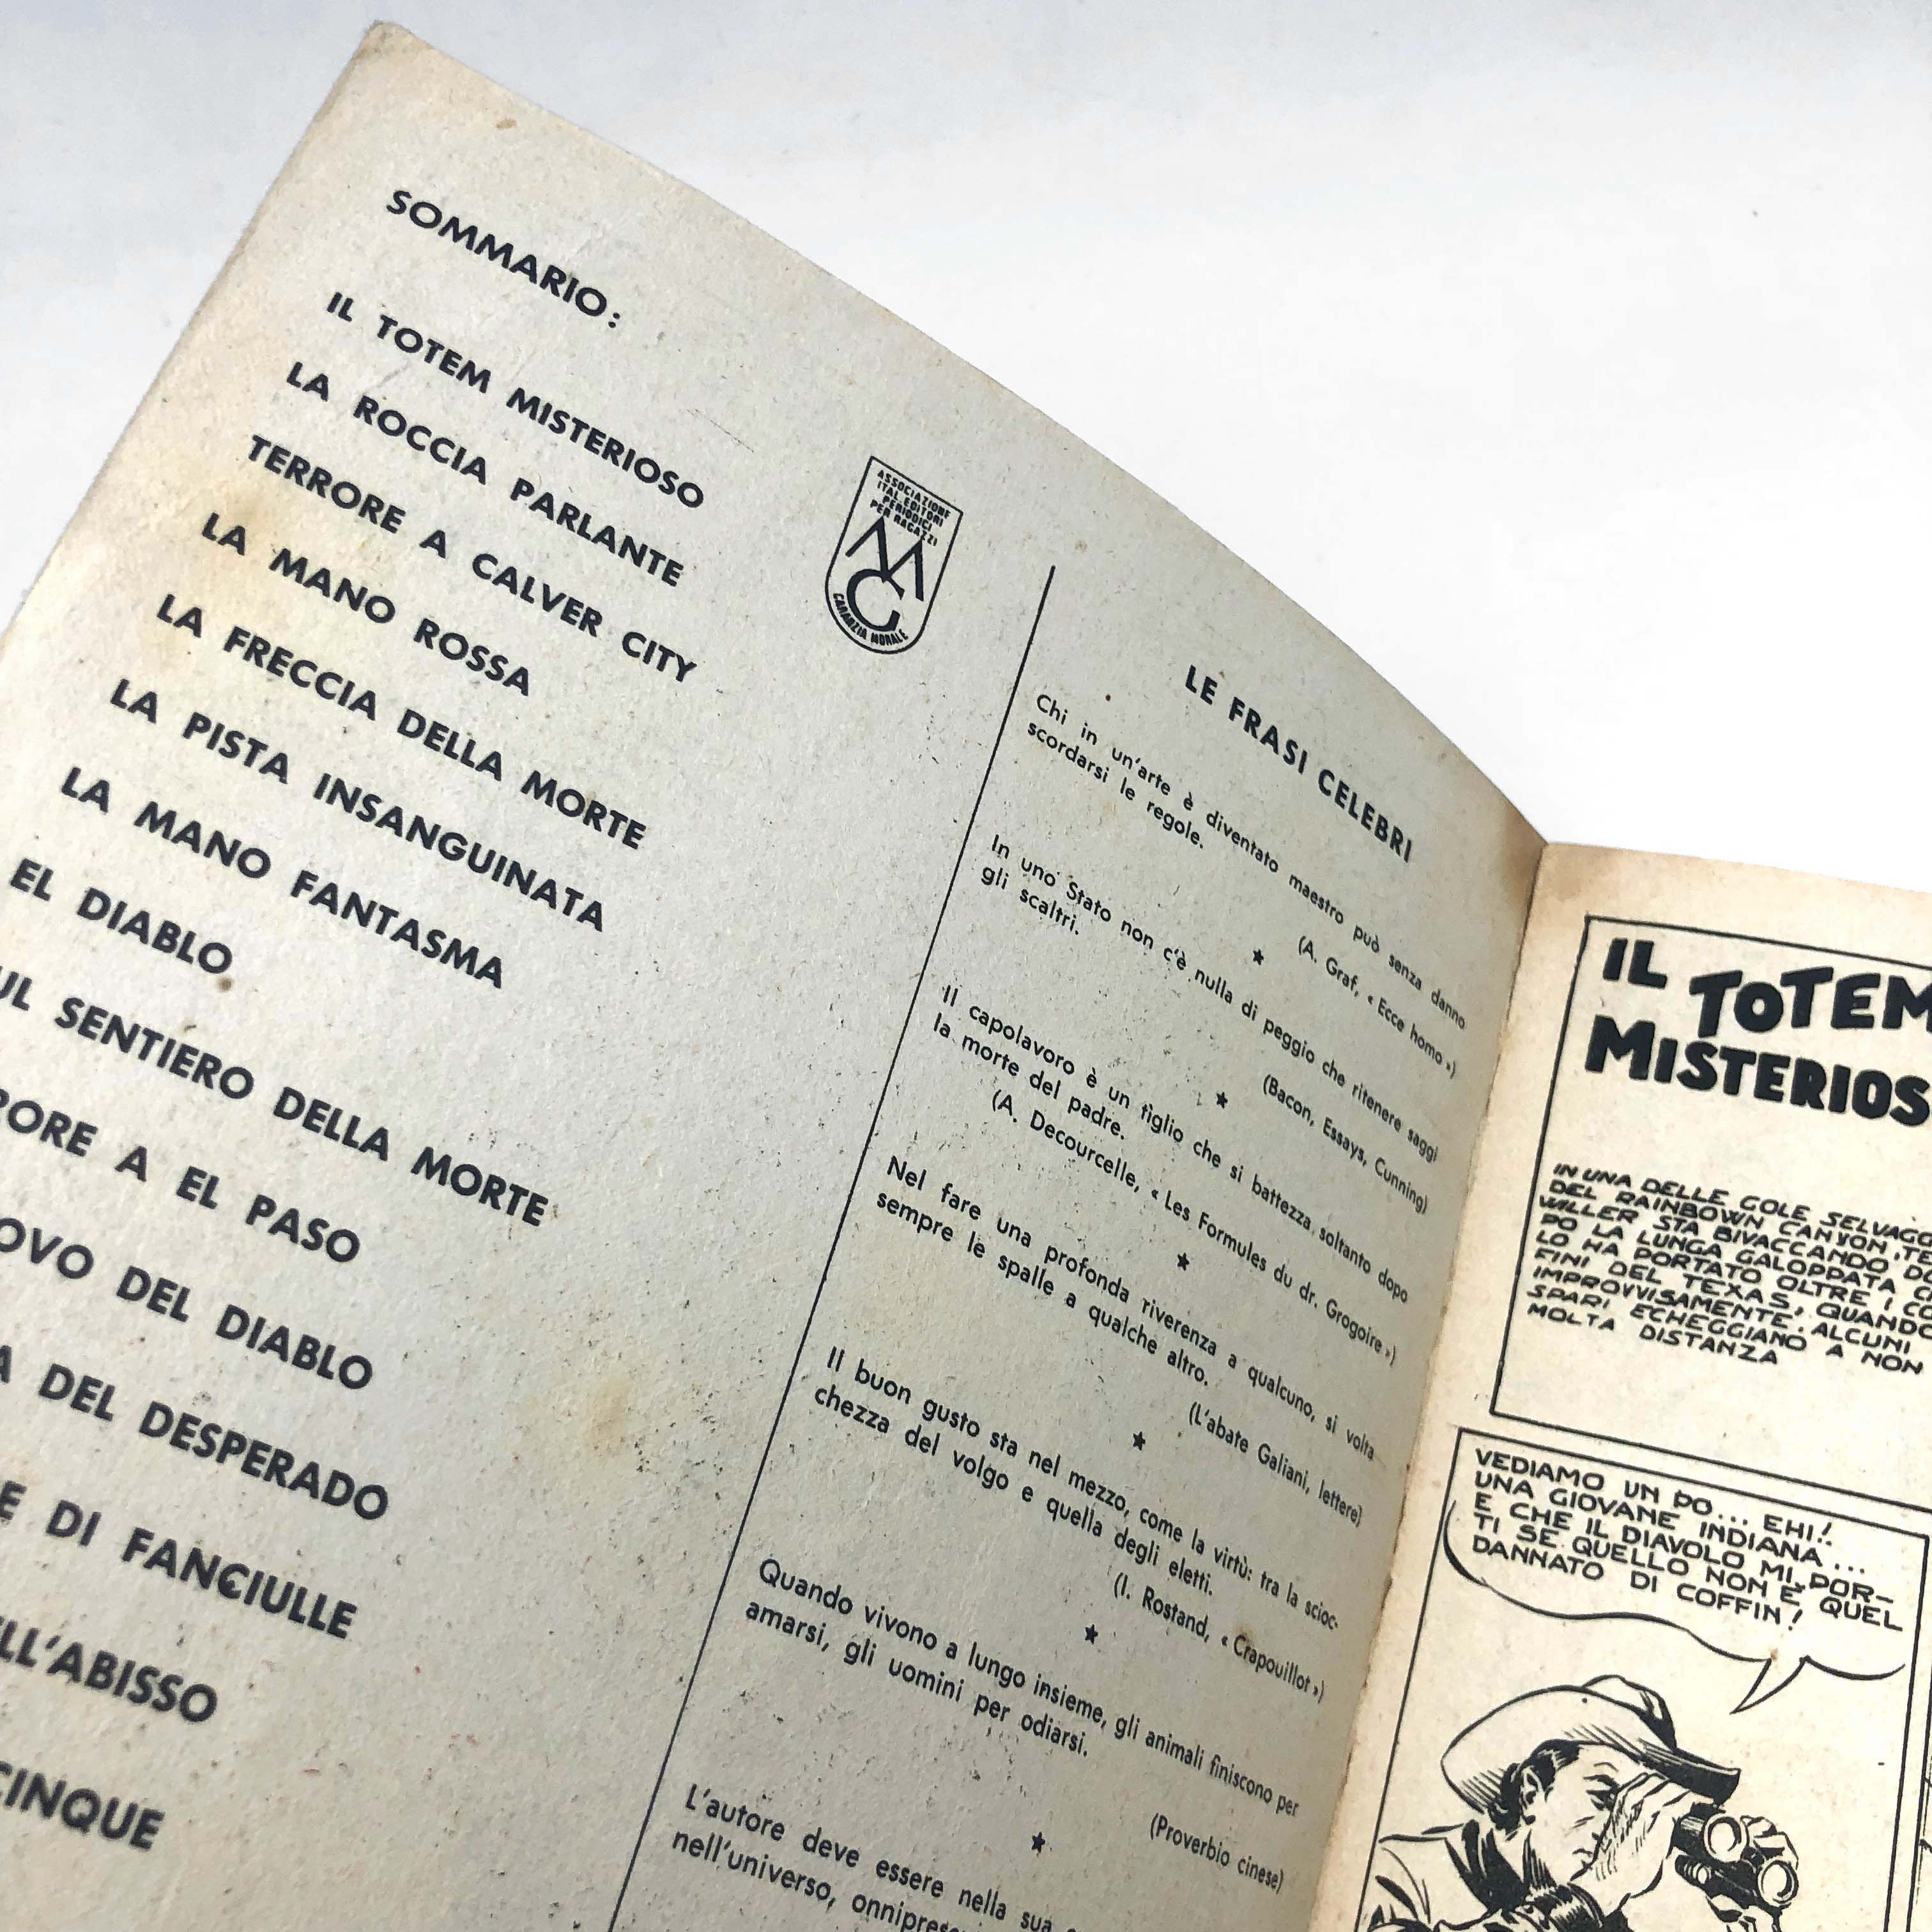 SOMMARIO:
IL TOTEM MISTERIOSO
LA ROCCIA PARLANTE
TERRORE A CALVER CITY
LA MANO ROSSA
LA FRECCIA DELLA MORTE
LA PISTA INSANGUINATA
LA MANO FANTASMA
EL DIABLO
UL SENTIERO DELLA MORTE
RORE A EL PASO
OVO DEL DIABLO
A DEL DESPERADO
E DI FANCIULLE
ELL'ABISSO
CINQUE
ASSOCIAZIONE
ITAL. EDITORI
PERIODICI
PER RAGAZZI
MG
GARANZIA MORALE
LE FRASI CELEBRI
Chi in un'arte è diventato maestro può senza danno
scordarsi le regole.
(A. Graf, « Ecce homo »)
★
In uno Stato non c'è nulla di peggio che ritenere saggi
gli scaltri.
(Bacon, Essays, Cunning)
★
Il capolavoro è un figlio che si battezza soltanto dopo
la morte del padre.
(A. Decourcelle, « Les Formules du dr. Grogoire »)
★
Nel fare una profonda riverenza a qualcuno, si volta
sempre le spalle a qualche altro.
(L'abate Galiani, lettere)
★
Il buon gusto sta nel mezzo, come la virtù: tra la scioc-
chezza del volgo e quella degli eletti.
(I. Rostand, « Crapouillot »)
★
Quando vivono a lungo insieme, gli animali finiscono per
amarsi, gli uomini per odiarsi.
(Proverbio cinese)
★
L'autore deve essere nella sua
nell'universo,
IL TOTEM
MISTERIOS
IN UNA DELLE GOLE SELVAGG
DEL RAINBOWN CANYON, TE
WILLER STA BIVACCANDO DO
PO LA LUNGA GALOPPATA CH
LO HA PORTATO OLTRE I CO
FINI DEL TEXAS, QUANDO
IMPROVVISAMENTE, ALCUNI
SPARI ECHEGGIANO A NON
MOLTA DISTANZA
VEDIAMO UN PO... EHI!..
UNA GIOVANE INDIANA...
E CHE IL DIAVOLO MI POR-
TI SE QUELLO NON È QUEL
DANNATO DI COFFIN!